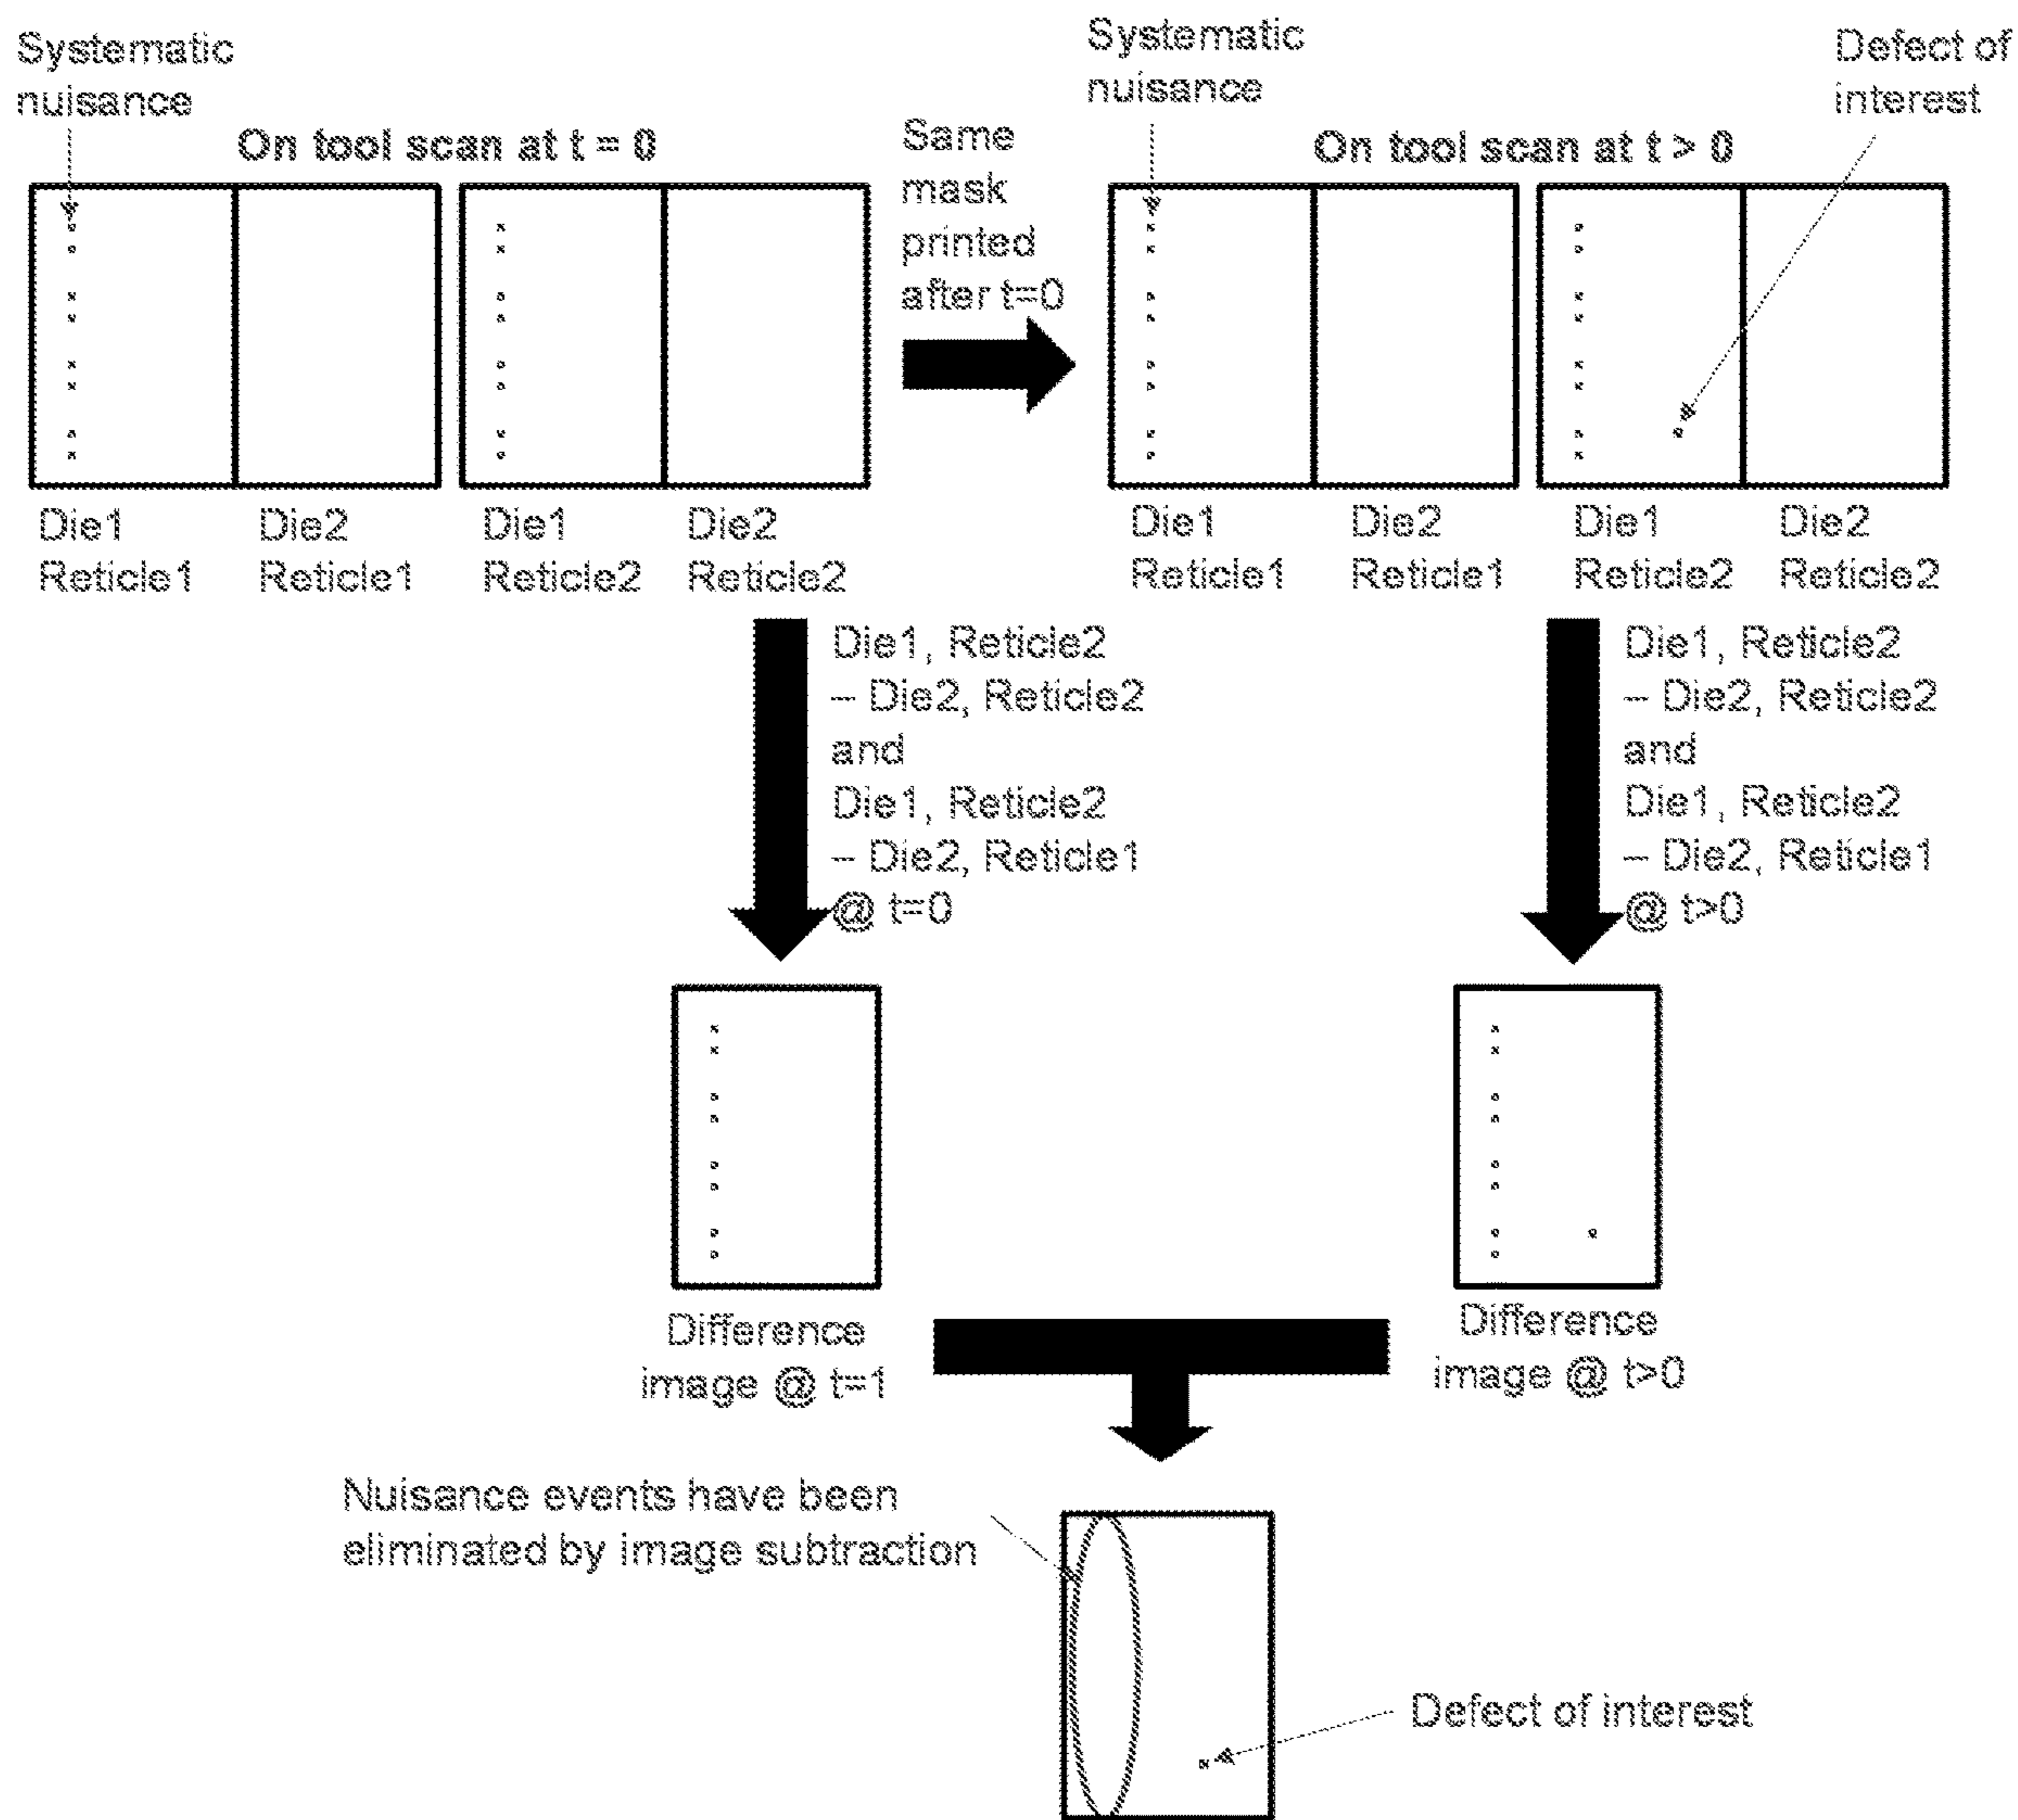 Systematic
nuisance
On tool scan at t = 0
Same
mask
printed
after t=0
Systematic
nuisance
On tool scan at t > 0
Defect of
interest
Die1
Reticle1
Die2
Reticle1
Die1
Reticle2
Die2
Reticle2
Die1
Reticle1
Die2
Reticle1
Die1
Reticle2
Die2
Reticle2
Die1, Reticle2
– Die2, Reticle2
and
Die1, Reticle2
– Die2, Reticle1
@ t=0
Die1, Reticle2
– Die2, Reticle2
and
Die1, Reticle2
– Die2, Reticle1
@ t>0
Difference
image @ t=1
Difference
image @ t>0
Nuisance events have been
eliminated by image subtraction
Defect of interest